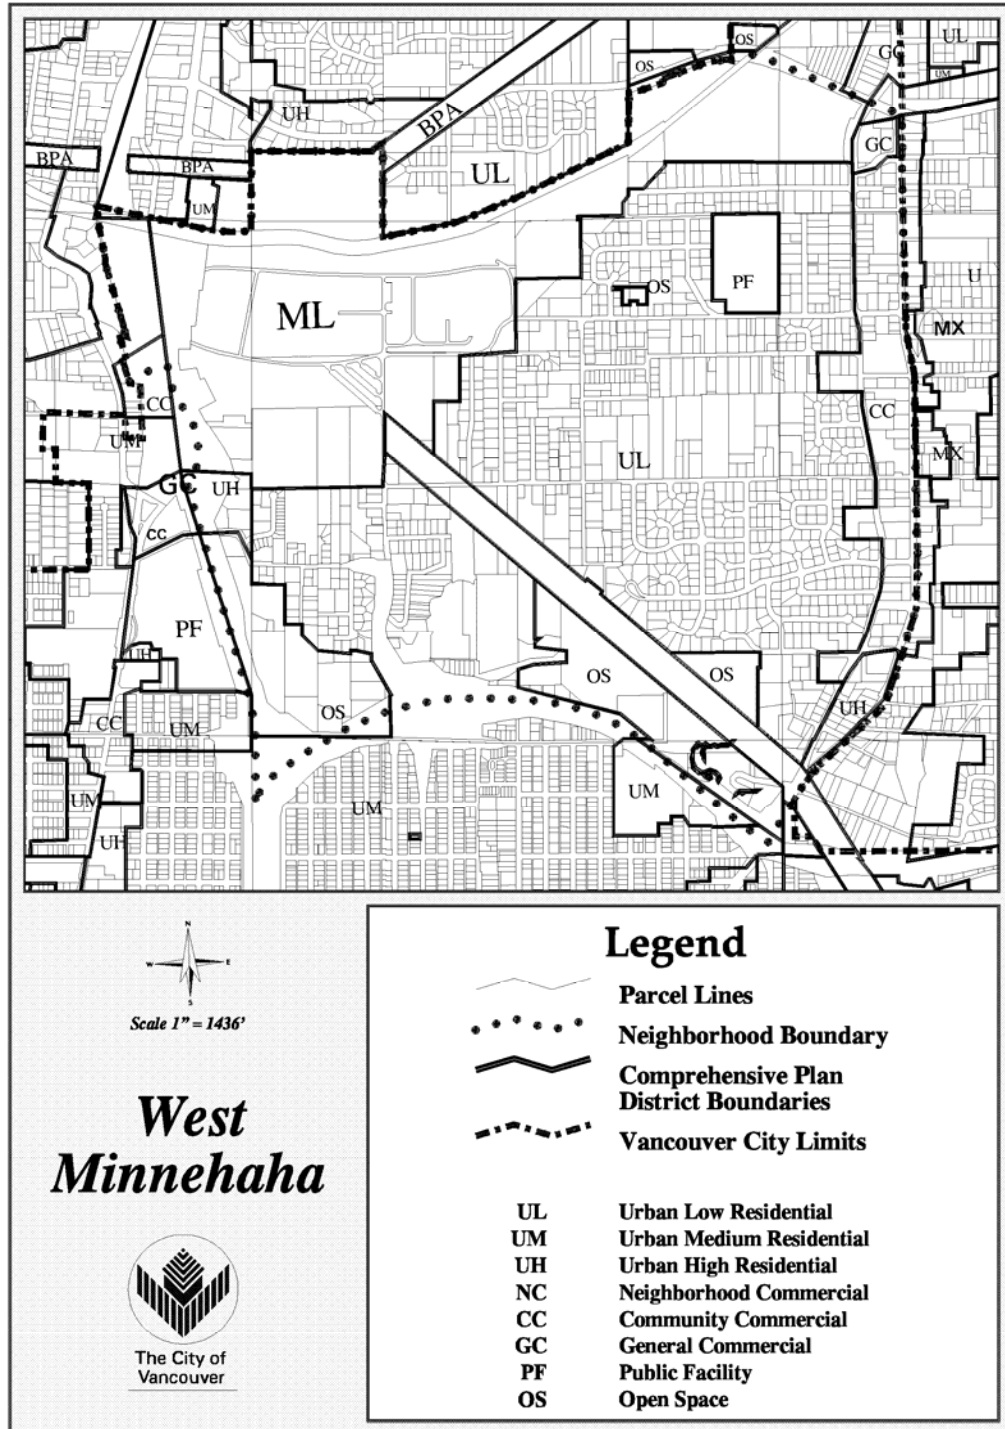 OS
UL
GC
OS
UM
UH
BPA
GC
BPA
BPA
UL
UM
OS
PF
U
ML
MX
CC
CC
UM
UL
MX
GC
UH
CC
PF
UH
OS
OS
CC
UM
OS
UH
UM
UM
UM
UH
N
W
E
S
Scale 1" = 1436'
West
Minnehaha
The City of
Vancouver
Legend
Parcel Lines
Neighborhood Boundary
Comprehensive Plan
District Boundaries
Vancouver City Limits
UL Urban Low Residential
UM Urban Medium Residential
UH Urban High Residential
NC Neighborhood Commercial
CC Community Commercial
GC General Commercial
PF Public Facility
OS Open Space